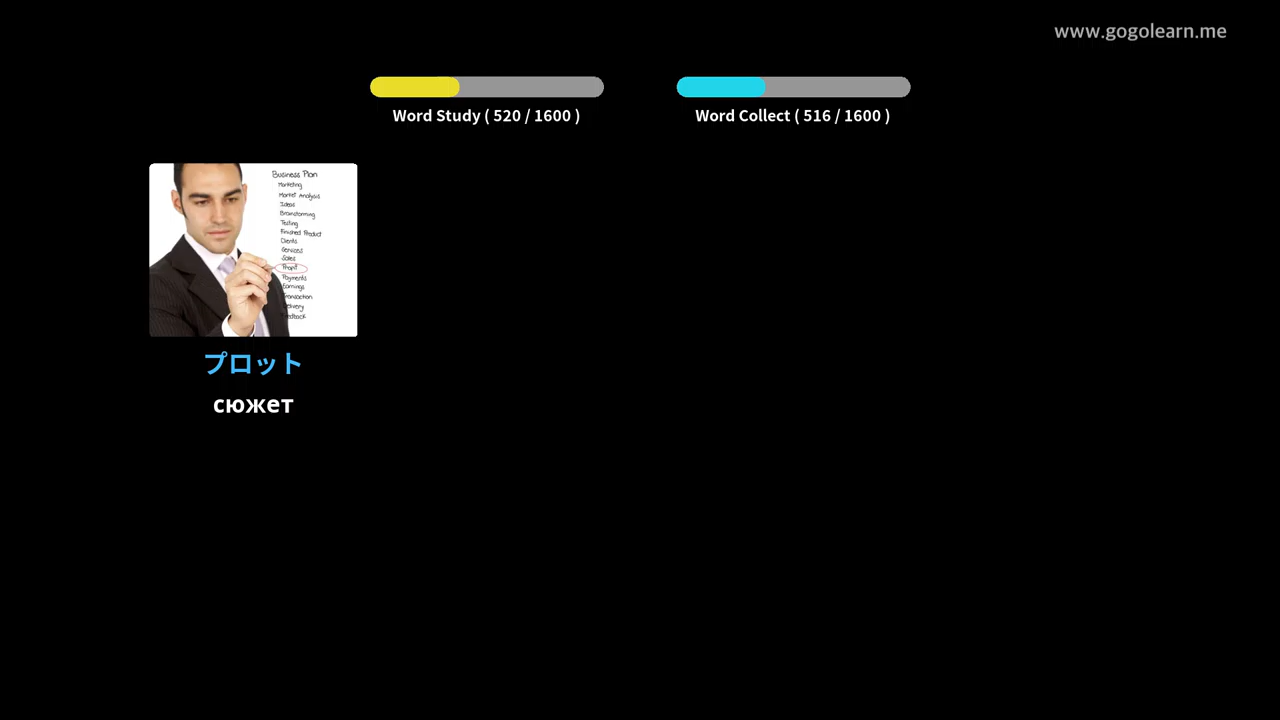 www.gogolearn.me
Word Study ( 520 / 1600 )
Word Collect ( 516 / 1600 )
Business Plan
Marketing
Market Analysis
Ideas
Brainstorming
Testing
Finished Product
Clients
Services
Sales
Profit
Payments
Earnings
Transaction
Delivery
Feedback
プロット
сюжет